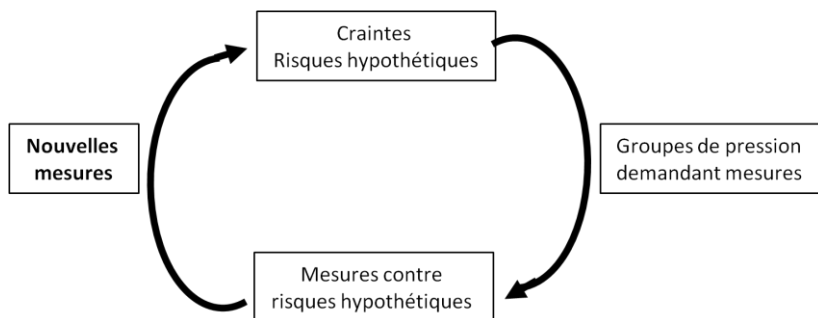 Craintes
Risques hypothétiques
Nouvelles
mesures
Groupes de pression
demandant mesures
Mesures contre
risques hypothétiques